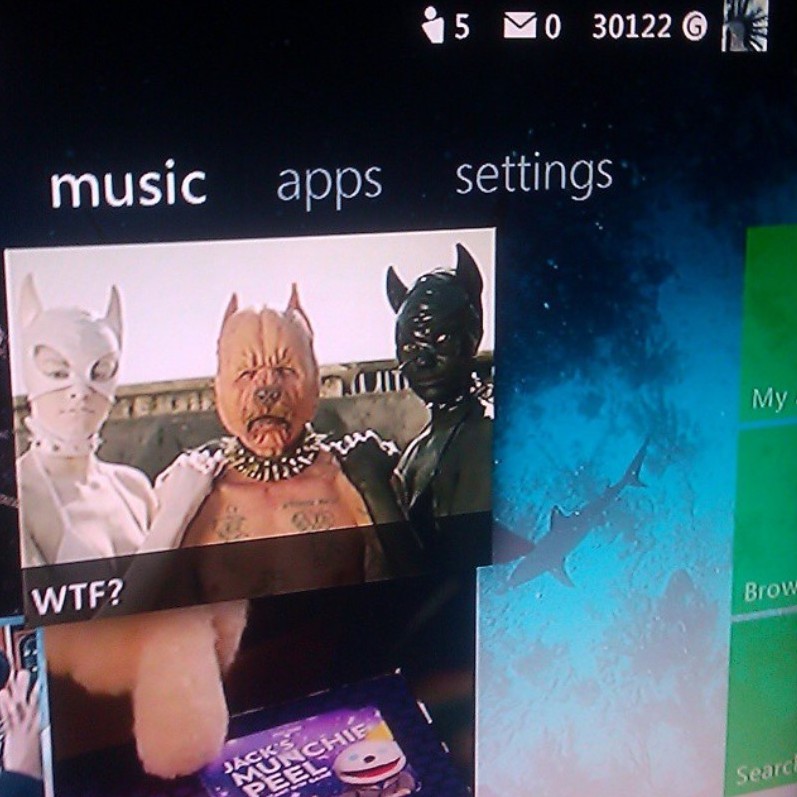 5 0 30122 G
music apps settings
My
WTF?
Brow
JACK'S
MUNCHIE
PEEL
Search